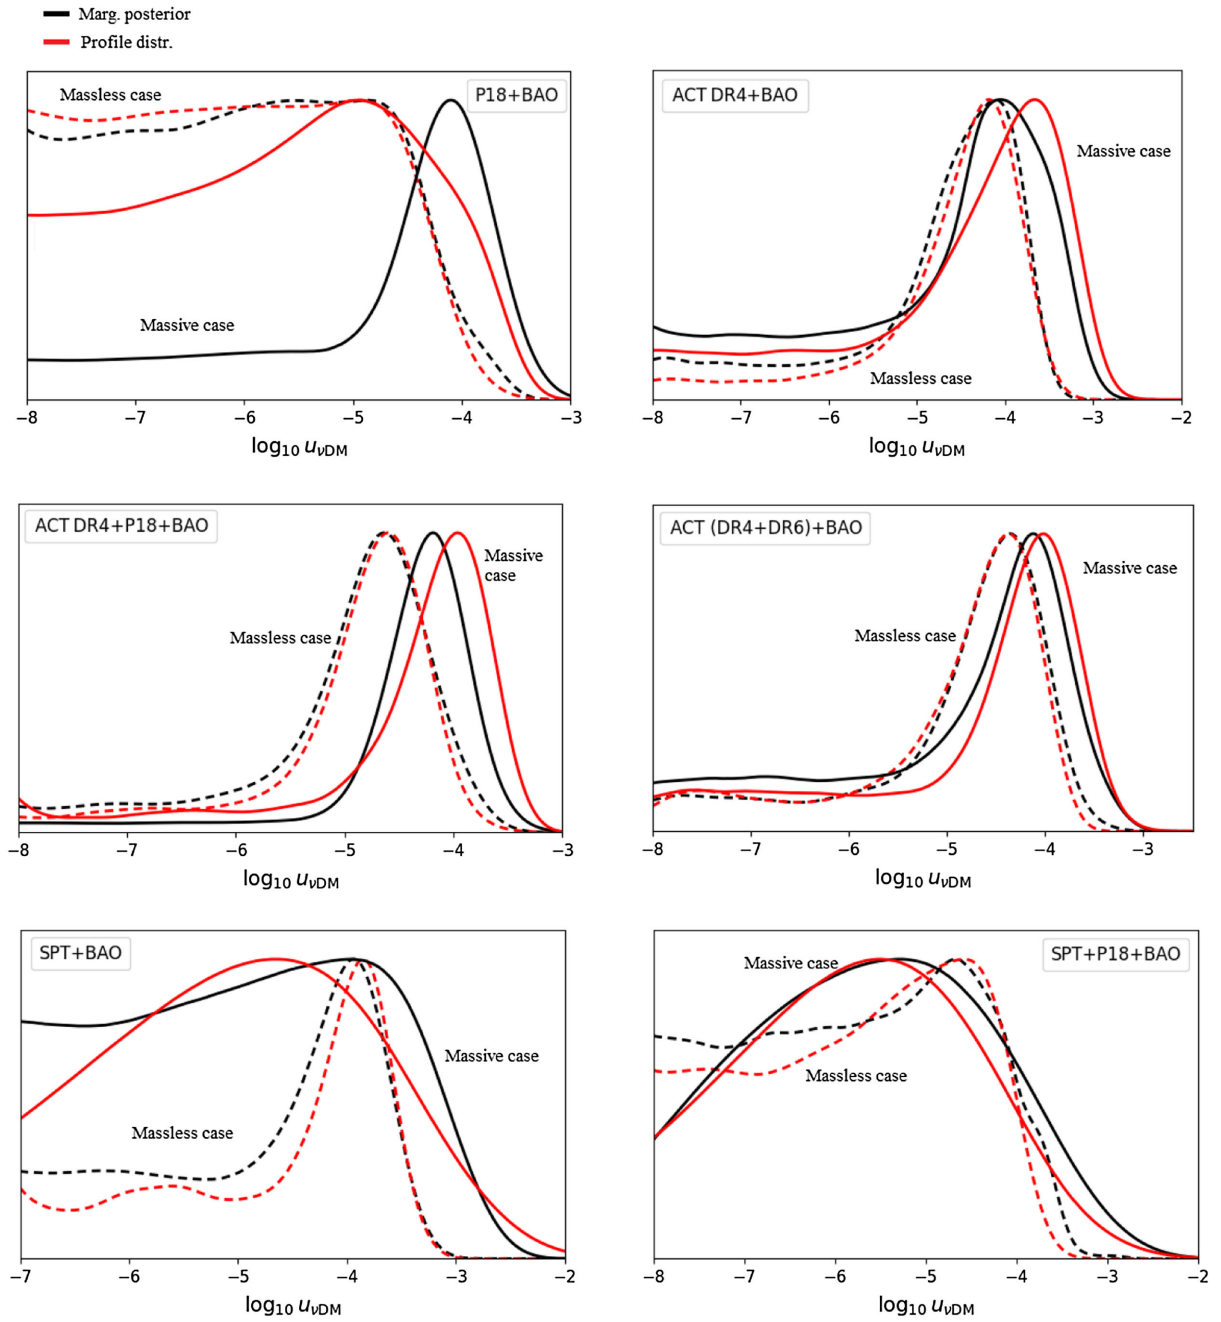 Marg. posterior
Profile distr.
Massless case
P18+BAO
Massive case
−8 −7 −6 −5 −4 −3
log₁₀ uνDM
ACT DR4+BAO
Massive case
Massless case
−8 −7 −6 −5 −4 −3 −2
log₁₀ uνDM
ACT DR4+P18+BAO
Massive
case
Massless case
−8 −7 −6 −5 −4 −3
log₁₀ uνDM
ACT (DR4+DR6)+BAO
Massive case
Massless case
−8 −7 −6 −5 −4 −3
log₁₀ uνDM
SPT+BAO
Massive case
Massless case
−7 −6 −5 −4 −3 −2
log₁₀ uνDM
SPT+P18+BAO
Massive case
Massless case
−8 −7 −6 −5 −4 −3 −2
log₁₀ uνDM